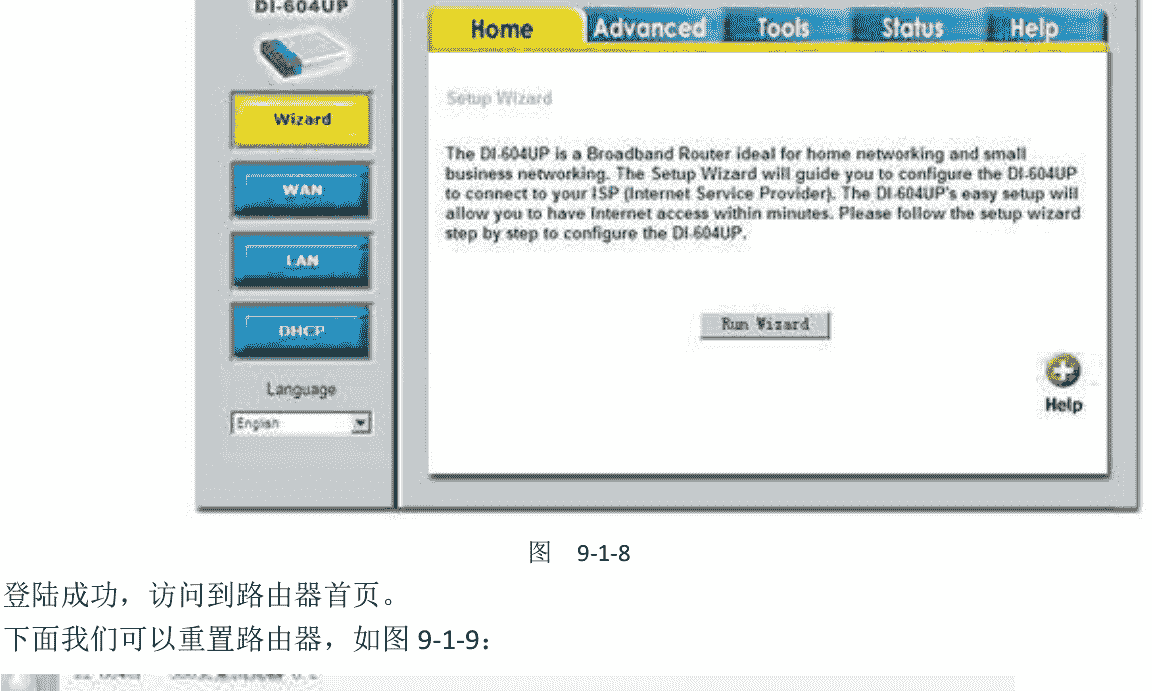 DI-604UP
Home Advanced Tools Status Help
Wizard
WAN
LAN
DHCP
Language
English
Setup Wizard
The DI-604UP is a Broadband Router ideal for home networking and small
business networking. The Setup Wizard will guide you to configure the DI-604UP
to connect to your ISP (Internet Service Provider). The DI-604UP's easy setup will
allow you to have Internet access within minutes. Please follow the setup wizard
step by step to configure the DI-604UP.
Run Wizard
Help
图 9-1-8
登陆成功，访问到路由器首页。
下面我们可以重置路由器，如图 9-1-9：